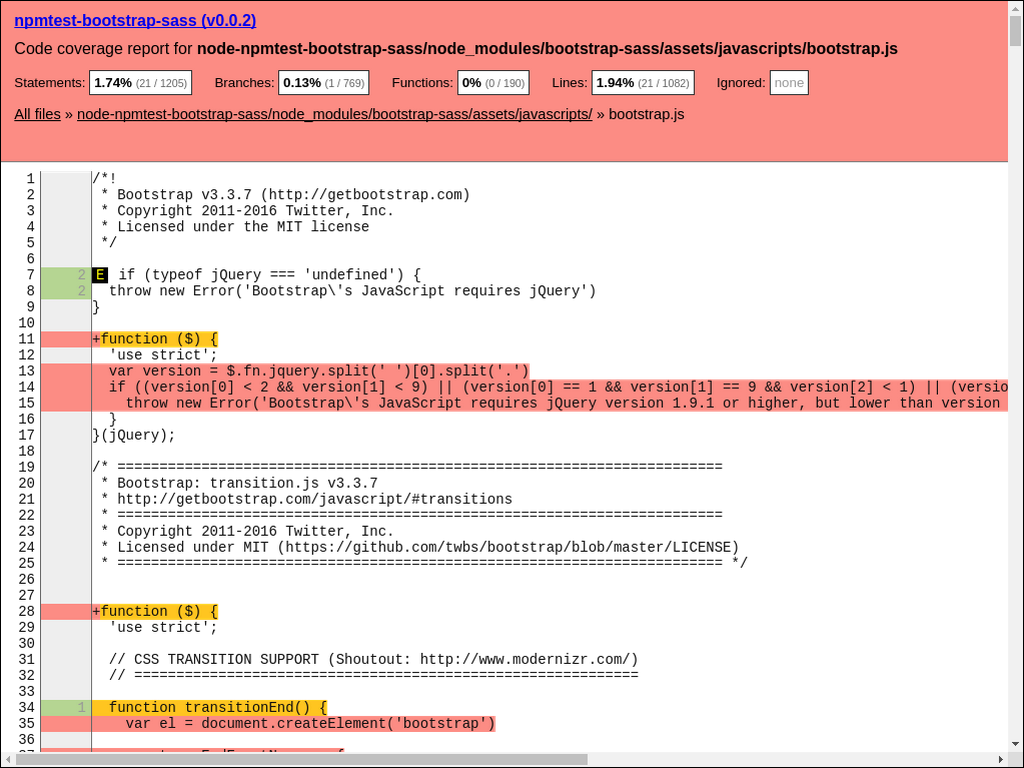 npmtest-bootstrap-sass (v0.0.2)
Code coverage report for node-npmtest-bootstrap-sass/node_modules/bootstrap-sass/assets/javascripts/bootstrap.js
Statements: 1.74% (21 / 1205) Branches: 0.13% (1 / 769) Functions: 0% (0 / 190) Lines: 1.94% (21 / 1082) Ignored: none
All files » node-npmtest-bootstrap-sass/node_modules/bootstrap-sass/assets/javascripts/ » bootstrap.js
1 /*!
2  * Bootstrap v3.3.7 (http://getbootstrap.com)
3  * Copyright 2011-2016 Twitter, Inc.
4  * Licensed under the MIT license
5  */
6
7 2 E if (typeof jQuery === 'undefined') {
8 2   throw new Error('Bootstrap\'s JavaScript requires jQuery')
9 }
10
11 +function ($) {
12   'use strict';
13   var version = $.fn.jquery.split(' ')[0].split('.')
14   if ((version[0] < 2 && version[1] < 9) || (version[0] == 1 && version[1] == 9 && version[2] < 1) || (versio
15     throw new Error('Bootstrap\'s JavaScript requires jQuery version 1.9.1 or higher, but lower than version
16   }
17 }(jQuery);
18
19 /* ========================================================================
20  * Bootstrap: transition.js v3.3.7
21  * http://getbootstrap.com/javascript/#transitions
22  * ========================================================================
23  * Copyright 2011-2016 Twitter, Inc.
24  * Licensed under MIT (https://github.com/twbs/bootstrap/blob/master/LICENSE)
25  * ======================================================================== */
26
27
28 +function ($) {
29   'use strict';
30
31   // CSS TRANSITION SUPPORT (Shoutout: http://www.modernizr.com/)
32   // ============================================================
33
34 1   function transitionEnd() {
35     var el = document.createElement('bootstrap')
36